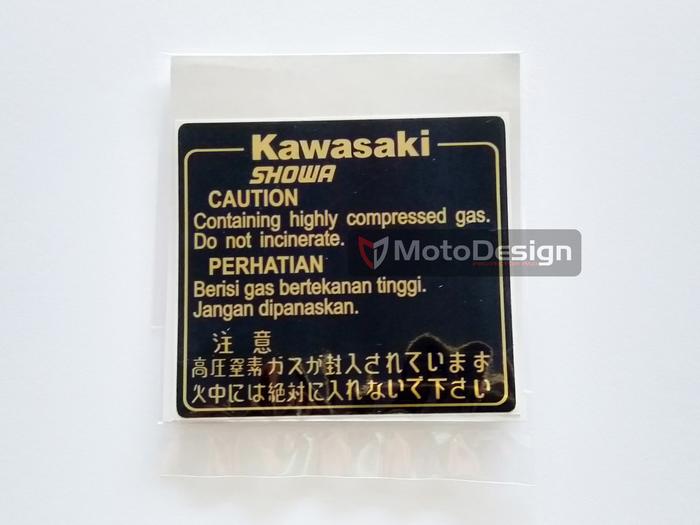 Kawasaki
SHOWA
CAUTION
Containing highly compressed gas.
Do not incinerate.
MotoDesign
PERHATIAN
Berisi gas bertekanan tinggi.
Jangan dipanaskan.
注 意
高圧窒素ガスが封入されています
火中には絶対に入れないで下さい